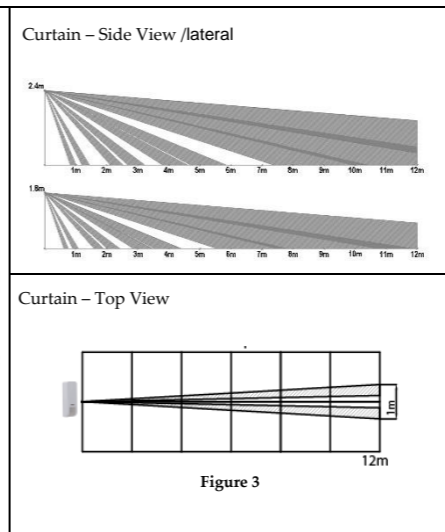 Curtain – Side View /lateral
2.4m
1m 2m 3m 4m 5m 6m 7m 8m 9m 10m 11m 12m
1.8m
1m 2m 3m 4m 5m 6m 7m 8m 9m 10m 11m 12m
Curtain – Top View
1m
12m
Figure 3